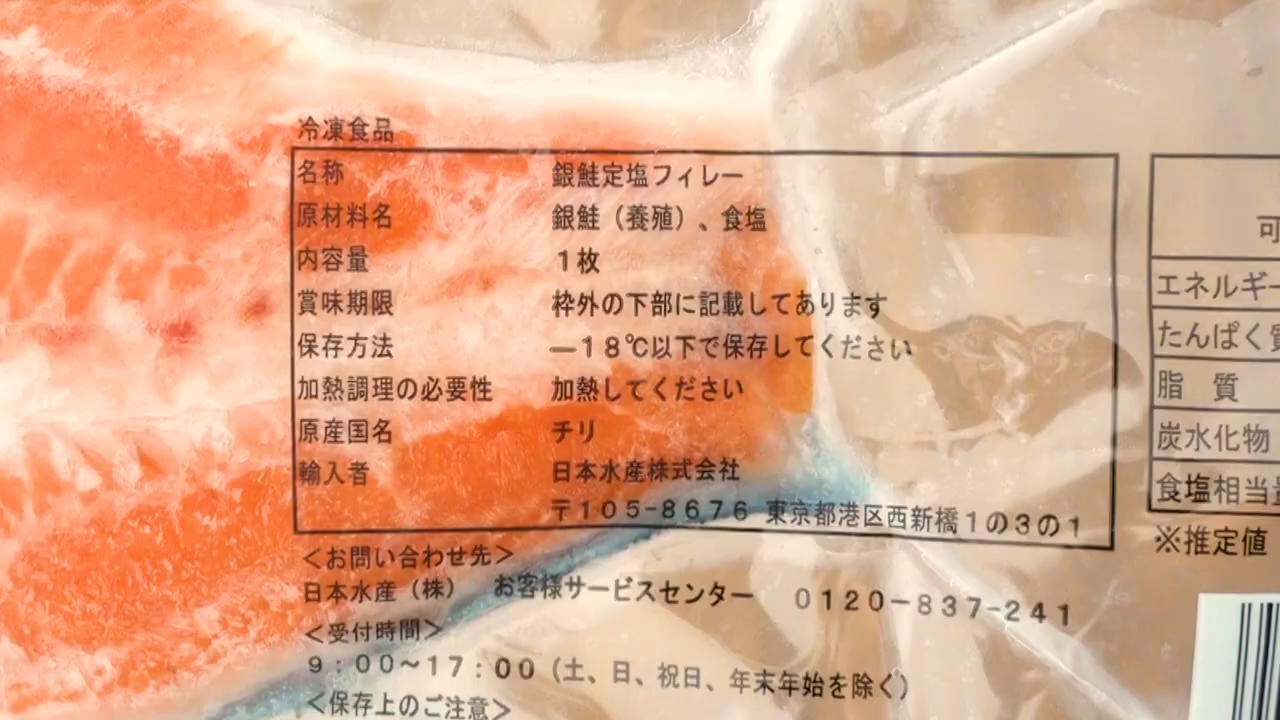 冷凍食品
名称 銀鮭定塩フィレー
原材料名 銀鮭（養殖）、食塩
内容量 1枚
賞味期限 枠外の下部に記載してあります
保存方法 ―18℃以下で保存してください
加熱調理の必要性 加熱してください
原産国名 チリ
輸入者 日本水産株式会社
〒105-8676 東京都港区西新橋1の3の1
＜お問い合わせ先＞
日本水産（株） お客様サービスセンター 0120-837-241
＜受付時間＞
9：00〜17：00（土、日、祝日、年末年始を除く）
＜保存上のご注意＞
可
エネルギー
たんぱく質
脂 質
炭水化物
食塩相当量
※推定値